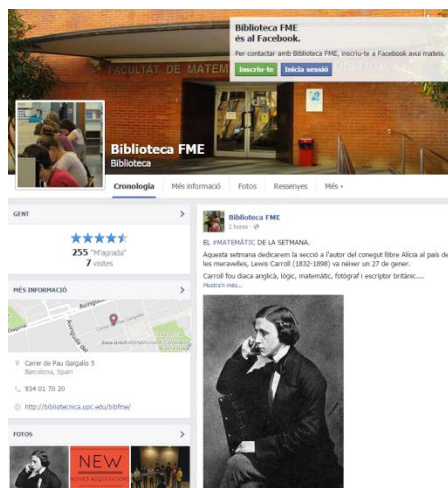 Biblioteca FME
és al Facebook.
Per contactar amb Biblioteca FME, inscriu-te a Facebook avui mateix.
Inscriu-te
Inicia sessió
FACULTAT DE MATEM
Biblioteca FME
Biblioteca
Cronologia
Més informació
Fotos
Ressenyes
Més
GENT
255 "M'agrada"
7 visites
MÉS INFORMACIÓ
Avinguda
Carrer de Pau Gargallo 5
Barcelona, Spain
934 01 70 20
http://bibliotecnica.upc.edu/bibfme/
FOTOS
NEW
Biblioteca FME
2 hores
EL #MATEMÀTIC DE LA SETMANA.
Aquesta setmana dedicarem la secció a l'autor del conegut llibre Alícia al país de
les meravelles, Lewis Carroll (1832-1898) va néixer un 27 de gener.
Carroll fou diaca anglicà, lògic, matemàtic, fotògraf i escriptor britànic....
Mostra'n més...